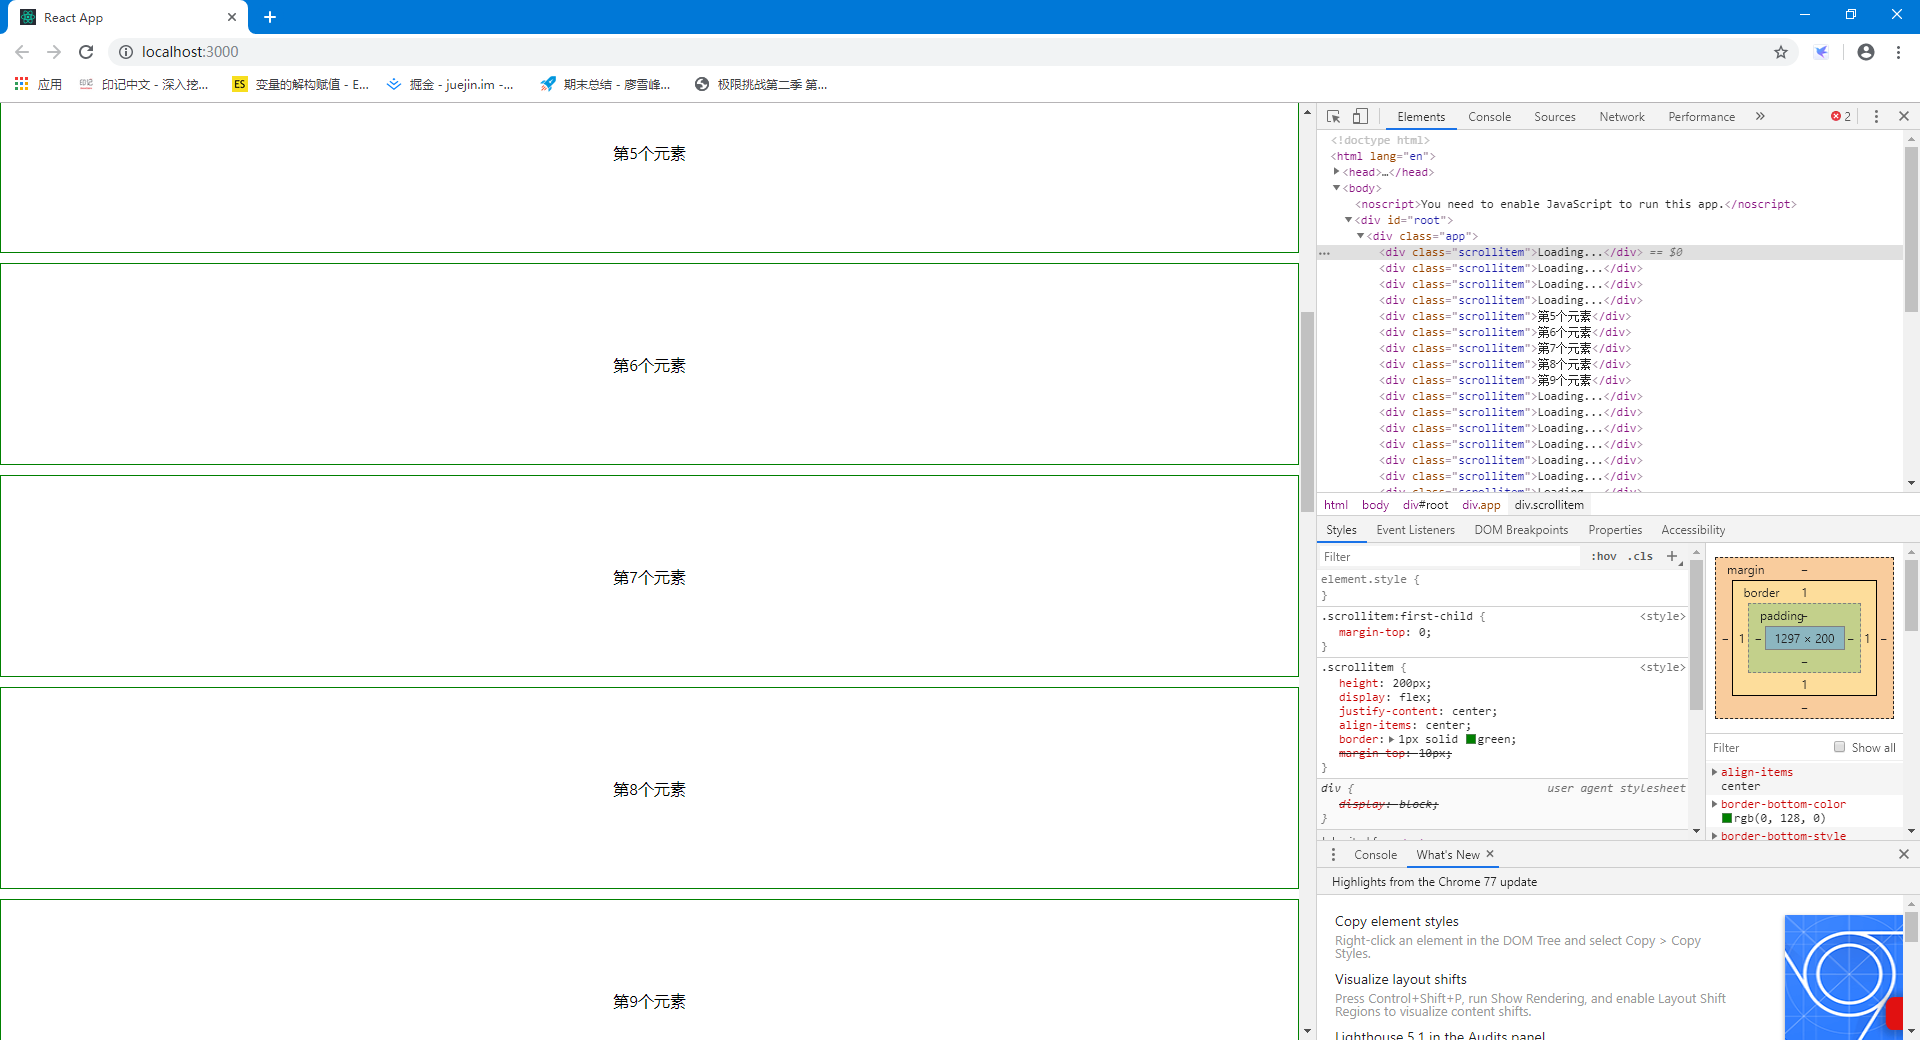 React App
localhost:3000
应用
印记中文 - 深入挖...
ES 变量的解构赋值 - E...
掘金 - juejin.im -...
期末总结 - 廖雪峰...
极限挑战第二季 第...
第5个元素
第6个元素
第7个元素
第8个元素
第9个元素
Elements Console Sources Network Performance » 2
<!doctype html>
<html lang="en">
<head>…</head>
<body>
<noscript>You need to enable JavaScript to run this app.</noscript>
<div id="root">
<div class="app">
<div class="scrollitem">Loading...</div> == $0
<div class="scrollitem">Loading...</div>
<div class="scrollitem">Loading...</div>
<div class="scrollitem">Loading...</div>
<div class="scrollitem">第5个元素</div>
<div class="scrollitem">第6个元素</div>
<div class="scrollitem">第7个元素</div>
<div class="scrollitem">第8个元素</div>
<div class="scrollitem">第9个元素</div>
<div class="scrollitem">Loading...</div>
<div class="scrollitem">Loading...</div>
<div class="scrollitem">Loading...</div>
<div class="scrollitem">Loading...</div>
<div class="scrollitem">Loading...</div>
<div class="scrollitem">Loading...</div>
<div class="scrollitem">Loading...</div>
html body div#root div.app div.scrollitem
Styles Event Listeners DOM Breakpoints Properties Accessibility
Filter :hov .cls +
element.style {
}
.scrollitem:first-child { <style>
margin-top: 0;
}
.scrollitem { <style>
height: 200px;
display: flex;
justify-content: center;
align-items: center;
border: 1px solid green;
margin-top: 10px;
}
div { user agent stylesheet
display: block;
}
margin –
border 1
padding –
– 1 – 1297 × 200 – 1 –
–
1
–
Filter Show all
align-items
center
border-bottom-color
rgb(0, 128, 0)
border-bottom-style
Console What's New
Highlights from the Chrome 77 update
Copy element styles
Right-click an element in the DOM Tree and select Copy > Copy
Styles.
Visualize layout shifts
Press Control+Shift+P, run Show Rendering, and enable Layout Shift
Regions to visualize content shifts.
Lighthouse 5.1 in the Audits panel